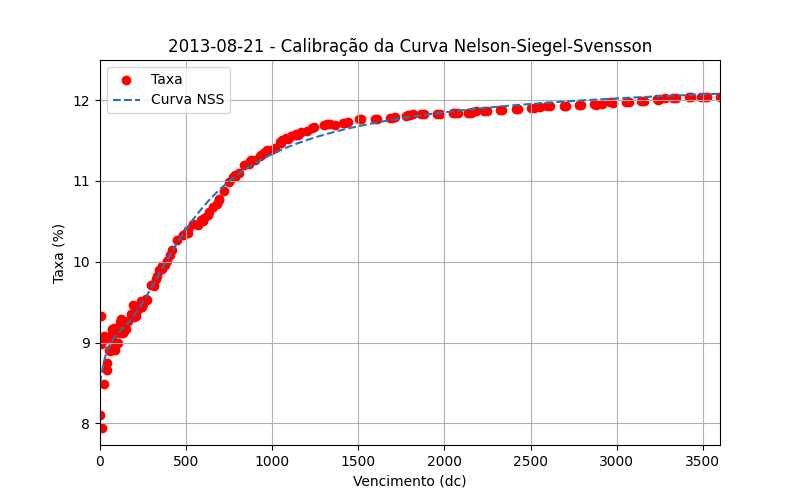 2013-08-21 - Calibração da Curva Nelson-Siegel-Svensson
Taxa
Curva NSS
Taxa (%)
12
11
10
9
8
0 500 1000 1500 2000 2500 3000 3500
Vencimento (dc)